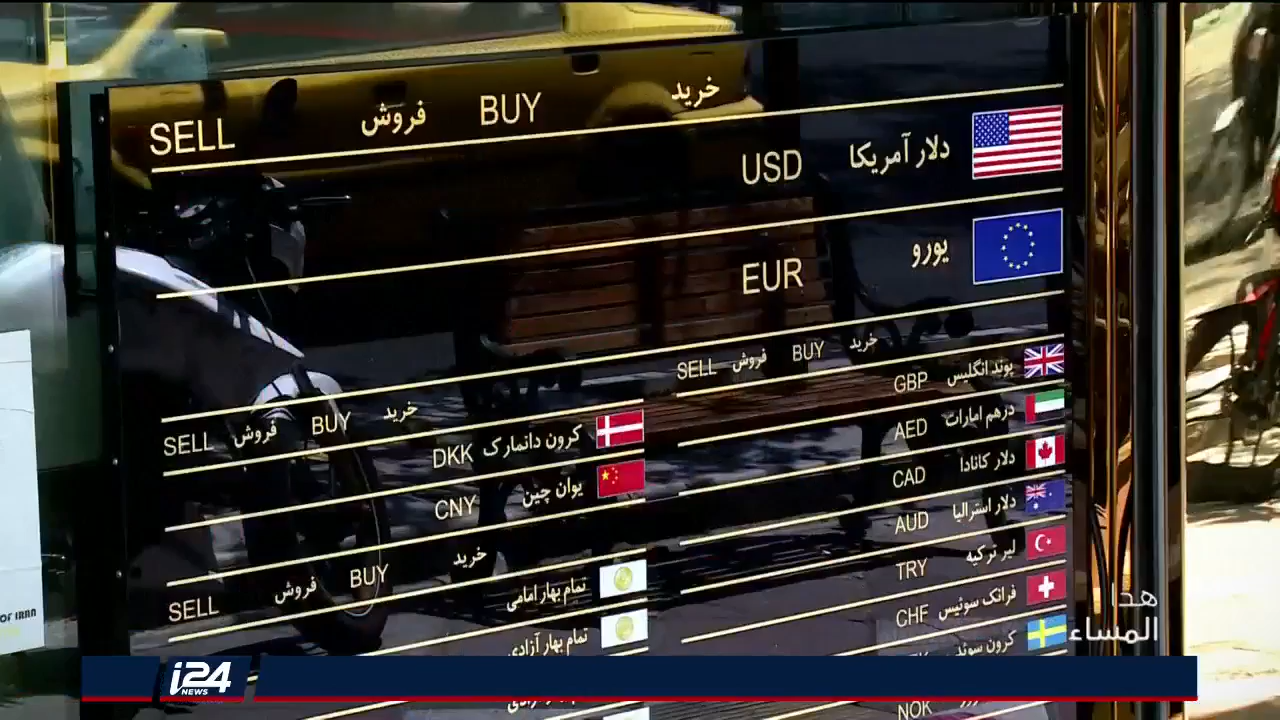 SELL فروش BUY خرید
USD دلار آمریکا
EUR یورو
SELL فروش BUY خرید
GBP پوند انگلیس
AED درهم امارات
CAD دلار کانادا
AUD دلار استرالیا
TRY لیر ترکیه
CHF فرانک سوئیس
کرون سوئد
NOK
SELL فروش BUY خرید
DKK کرون دانمارک
CNY یوان چین
SELL فروش BUY خرید
تمام بهار امامی
تمام بهار آزادی
OF IRAN
هذا
المساء
i24
NEWS